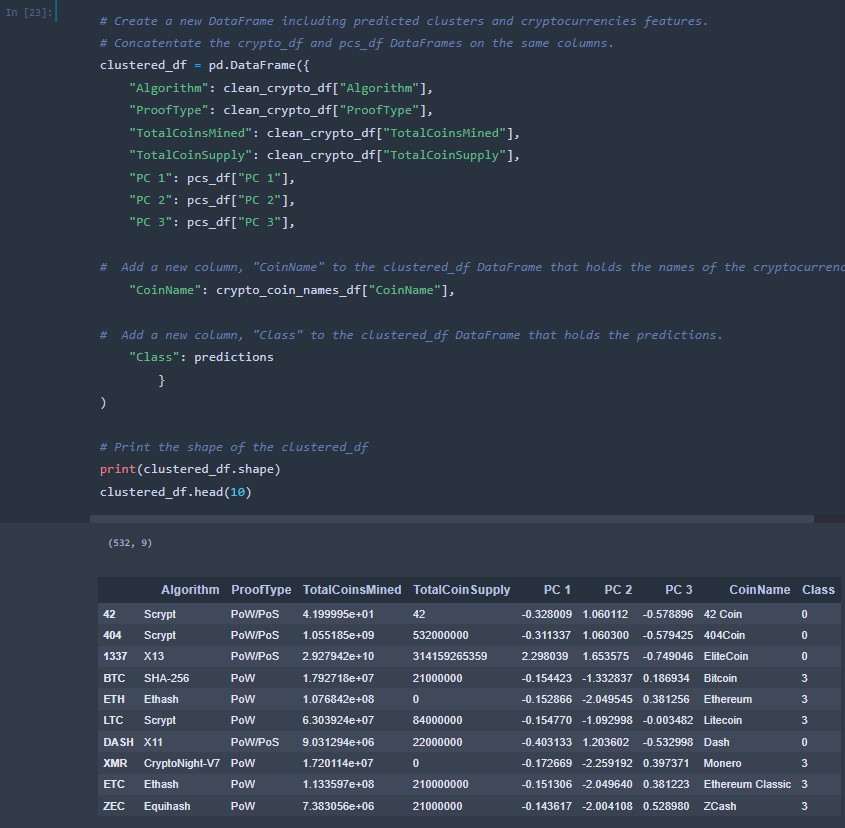 In [23]:
# Create a new DataFrame including predicted clusters and cryptocurrencies features.
# Concatentate the crypto_df and pcs_df DataFrames on the same columns.
clustered_df = pd.DataFrame({
"Algorithm": clean_crypto_df["Algorithm"],
"ProofType": clean_crypto_df["ProofType"],
"TotalCoinsMined": clean_crypto_df["TotalCoinsMined"],
"TotalCoinSupply": clean_crypto_df["TotalCoinSupply"],
"PC 1": pcs_df["PC 1"],
"PC 2": pcs_df["PC 2"],
"PC 3": pcs_df["PC 3"],
# Add a new column, "CoinName" to the clustered_df DataFrame that holds the names of the cryptocurrenc
"CoinName": crypto_coin_names_df["CoinName"],
# Add a new column, "Class" to the clustered_df DataFrame that holds the predictions.
"Class": predictions
}
)
# Print the shape of the clustered_df
print(clustered_df.shape)
clustered_df.head(10)
(532, 9)
Algorithm ProofType TotalCoinsMined TotalCoinSupply PC 1 PC 2 PC 3 CoinName Class
42 Scrypt PoW/PoS 4.199995e+01 42 -0.328009 1.060112 -0.578896 42 Coin 0
404 Scrypt PoW/PoS 1.055185e+09 532000000 -0.311337 1.060300 -0.579425 404Coin 0
1337 X13 PoW/PoS 2.927942e+10 314159265359 2.298039 1.653575 -0.749046 EliteCoin 0
BTC SHA-256 PoW 1.792718e+07 21000000 -0.154423 -1.332837 0.186934 Bitcoin 3
ETH Ethash PoW 1.076842e+08 0 -0.152866 -2.049545 0.381256 Ethereum 3
LTC Scrypt PoW 6.303924e+07 84000000 -0.154770 -1.092998 -0.003482 Litecoin 3
DASH X11 PoW/PoS 9.031294e+06 22000000 -0.403133 1.203602 -0.532998 Dash 0
XMR CryptoNight-V7 PoW 1.720114e+07 0 -0.172669 -2.259192 0.397371 Monero 3
ETC Ethash PoW 1.133597e+08 210000000 -0.151306 -2.049640 0.381223 Ethereum Classic 3
ZEC Equihash PoW 7.383056e+06 21000000 -0.143617 -2.004108 0.528980 ZCash 3